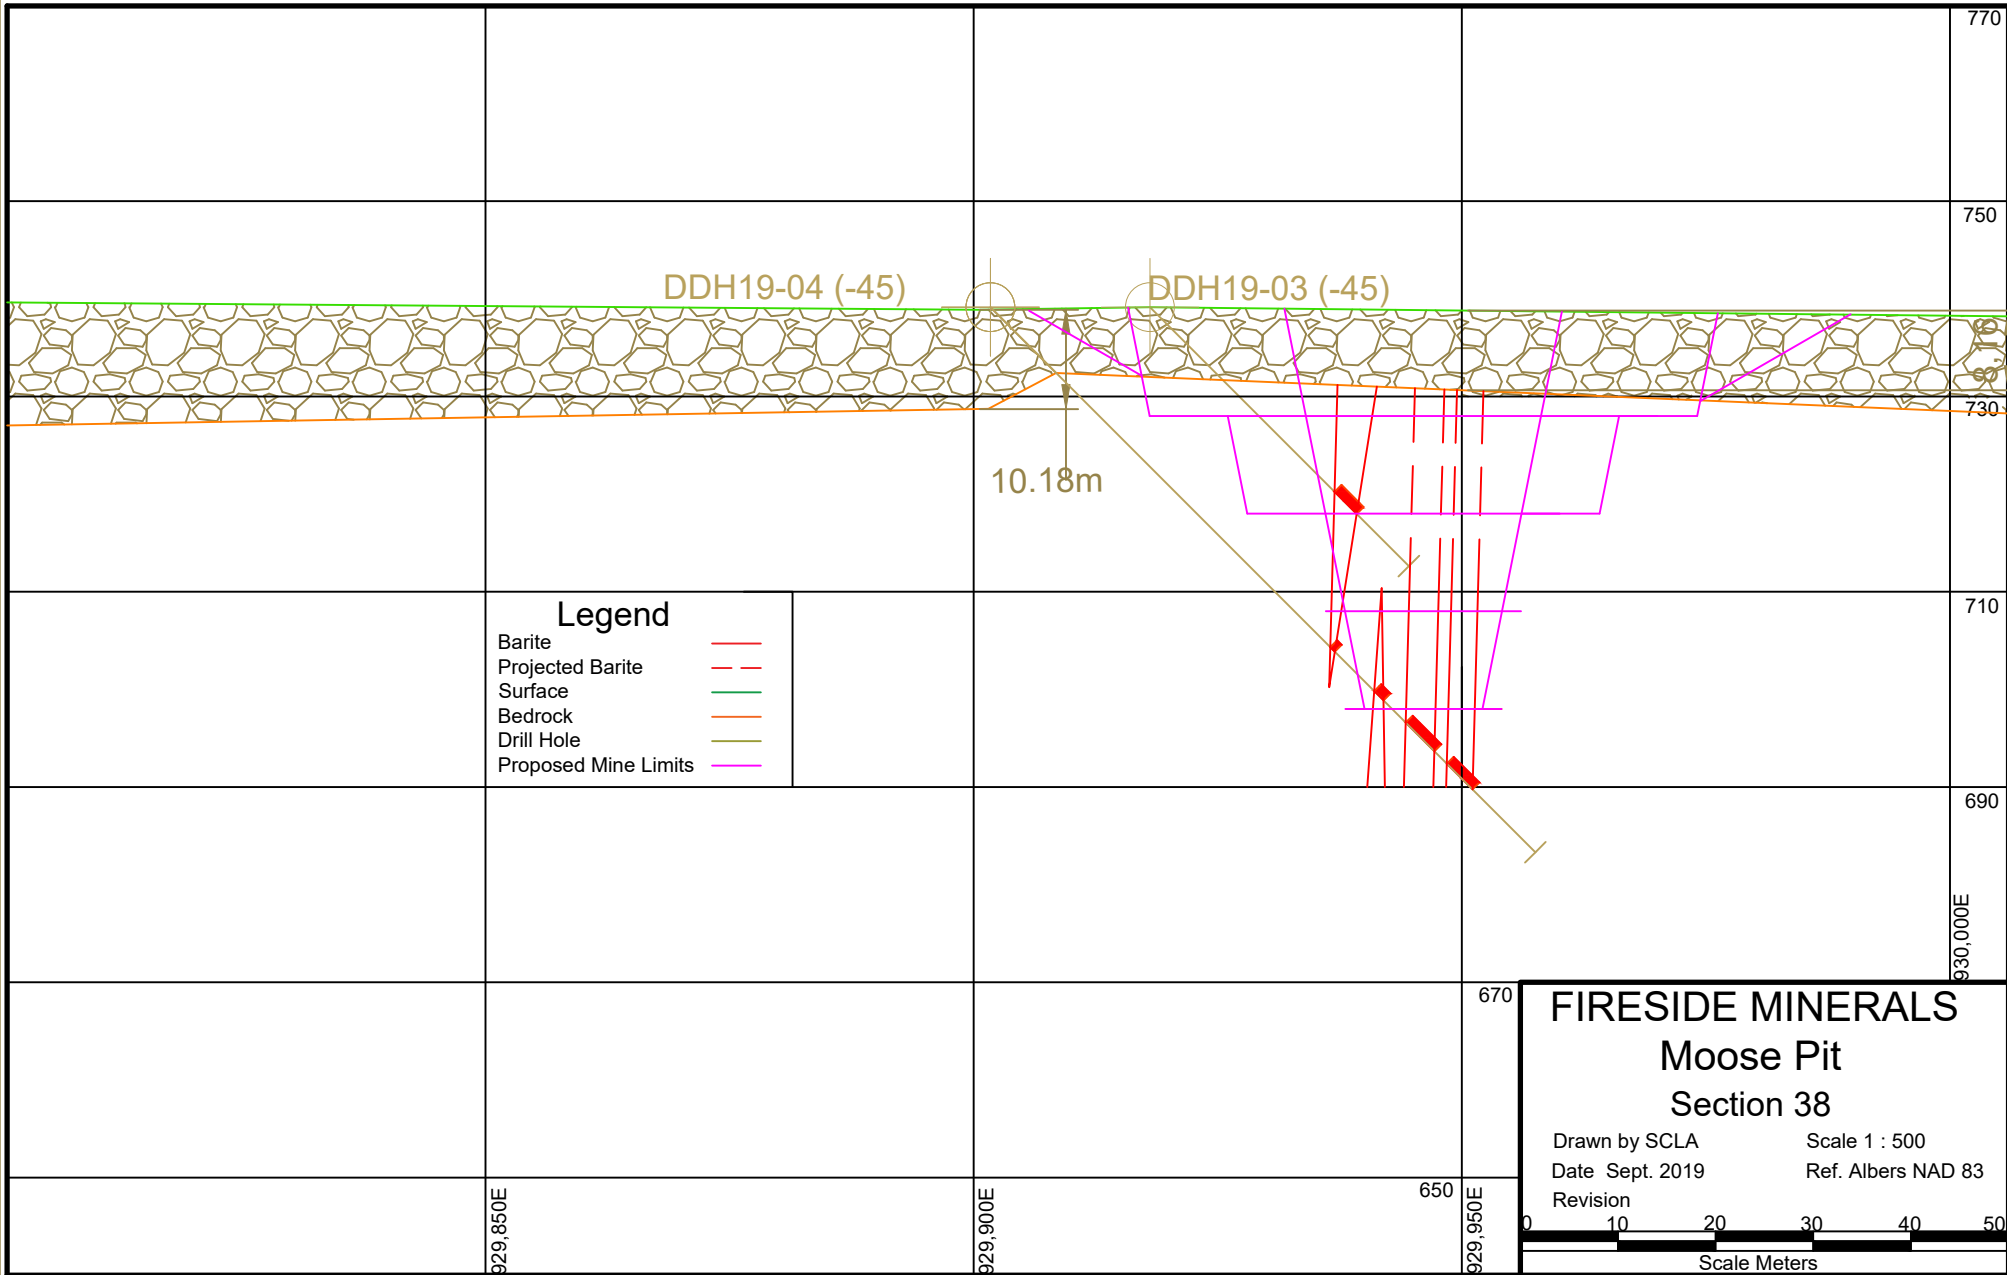 770
750
DDH19-04 (-45)
DDH19-03 (-45)
8,16
730
10.18m
710
Legend
Barite
Projected Barite
Surface
Bedrock
Drill Hole
Proposed Mine Limits
690
930,000E
670
FIRESIDE MINERALS
Moose Pit
Section 38
Drawn by SCLA
Scale 1 : 500
Date Sept. 2019
Ref. Albers NAD 83
Revision
650
929,850E
929,900E
929,950E
0 10 20 30 40 50
Scale Meters